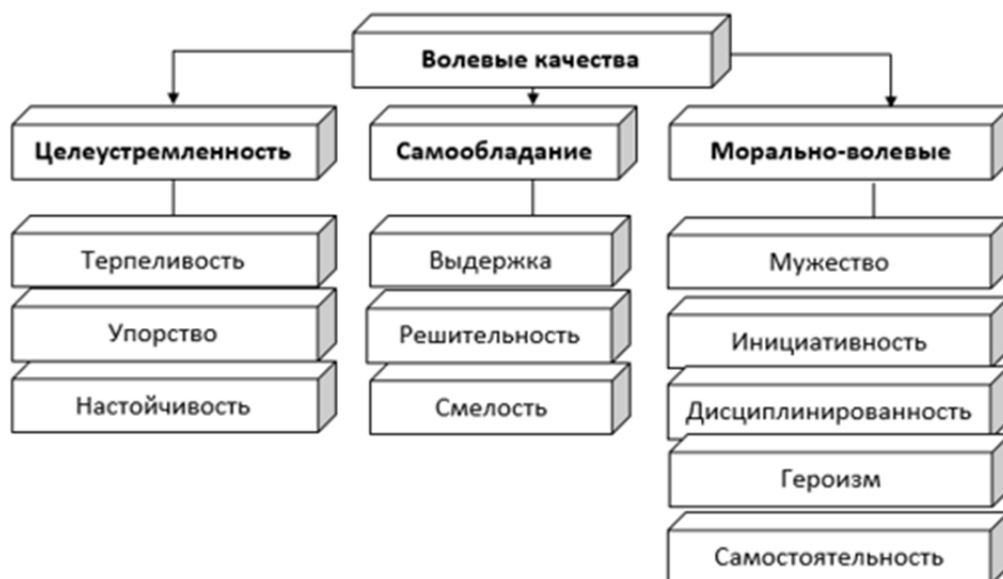 Волевые качества
Целеустремленность
Терпеливость
Упорство
Настойчивость
Самообладание
Выдержка
Решительность
Смелость
Морально-волевые
Мужество
Инициативность
Дисциплинированность
Героизм
Самостоятельность